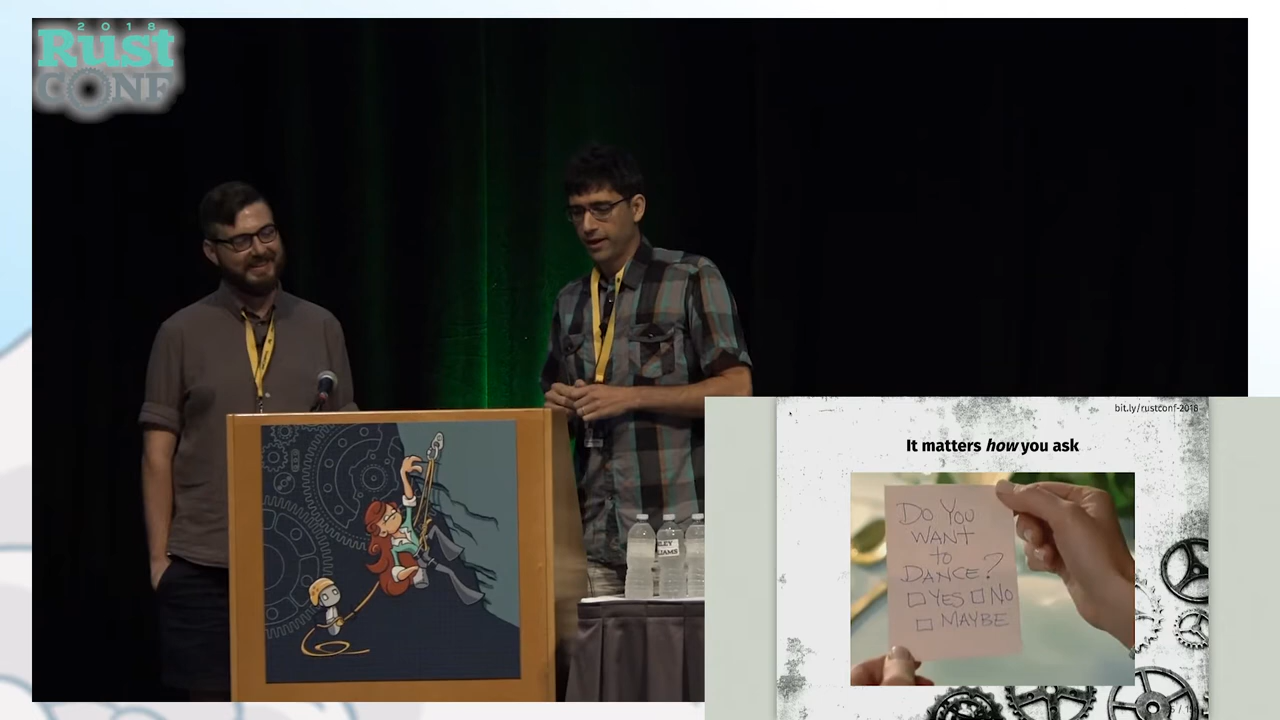 2018
Rust
CONF
bit.ly/rustconf-2018
It matters how you ask
DO YOU
WANT
to
DANCE?
YES NO
MAYBE